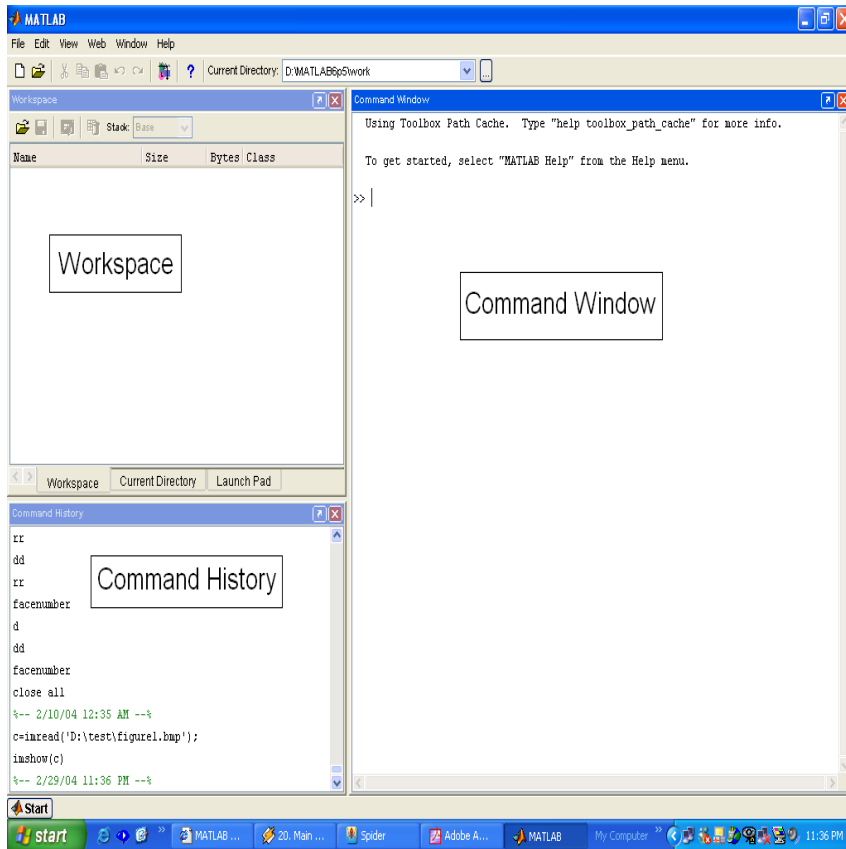 MATLAB
File Edit View Web Window Help
Current Directory: D:\MATLAB6p5\work
Workspace
Stack: Base
Name Size Bytes Class
Workspace
Workspace Current Directory Launch Pad
Command History
rr
dd
rr
Command History
facenumber
d
dd
facenumber
close all
%-- 2/10/04 12:35 AM --%
c=imread('D:\test\figure1.bmp');
imshow(c)
%-- 2/29/04 11:36 PM --%
Command Window
Using Toolbox Path Cache. Type "help toolbox_path_cache" for more info.
To get started, select "MATLAB Help" from the Help menu.
>>
Command Window
Start
start MATLAB ... 20. Main ... Spider Adobe A... MATLAB My Computer 11:36 PM